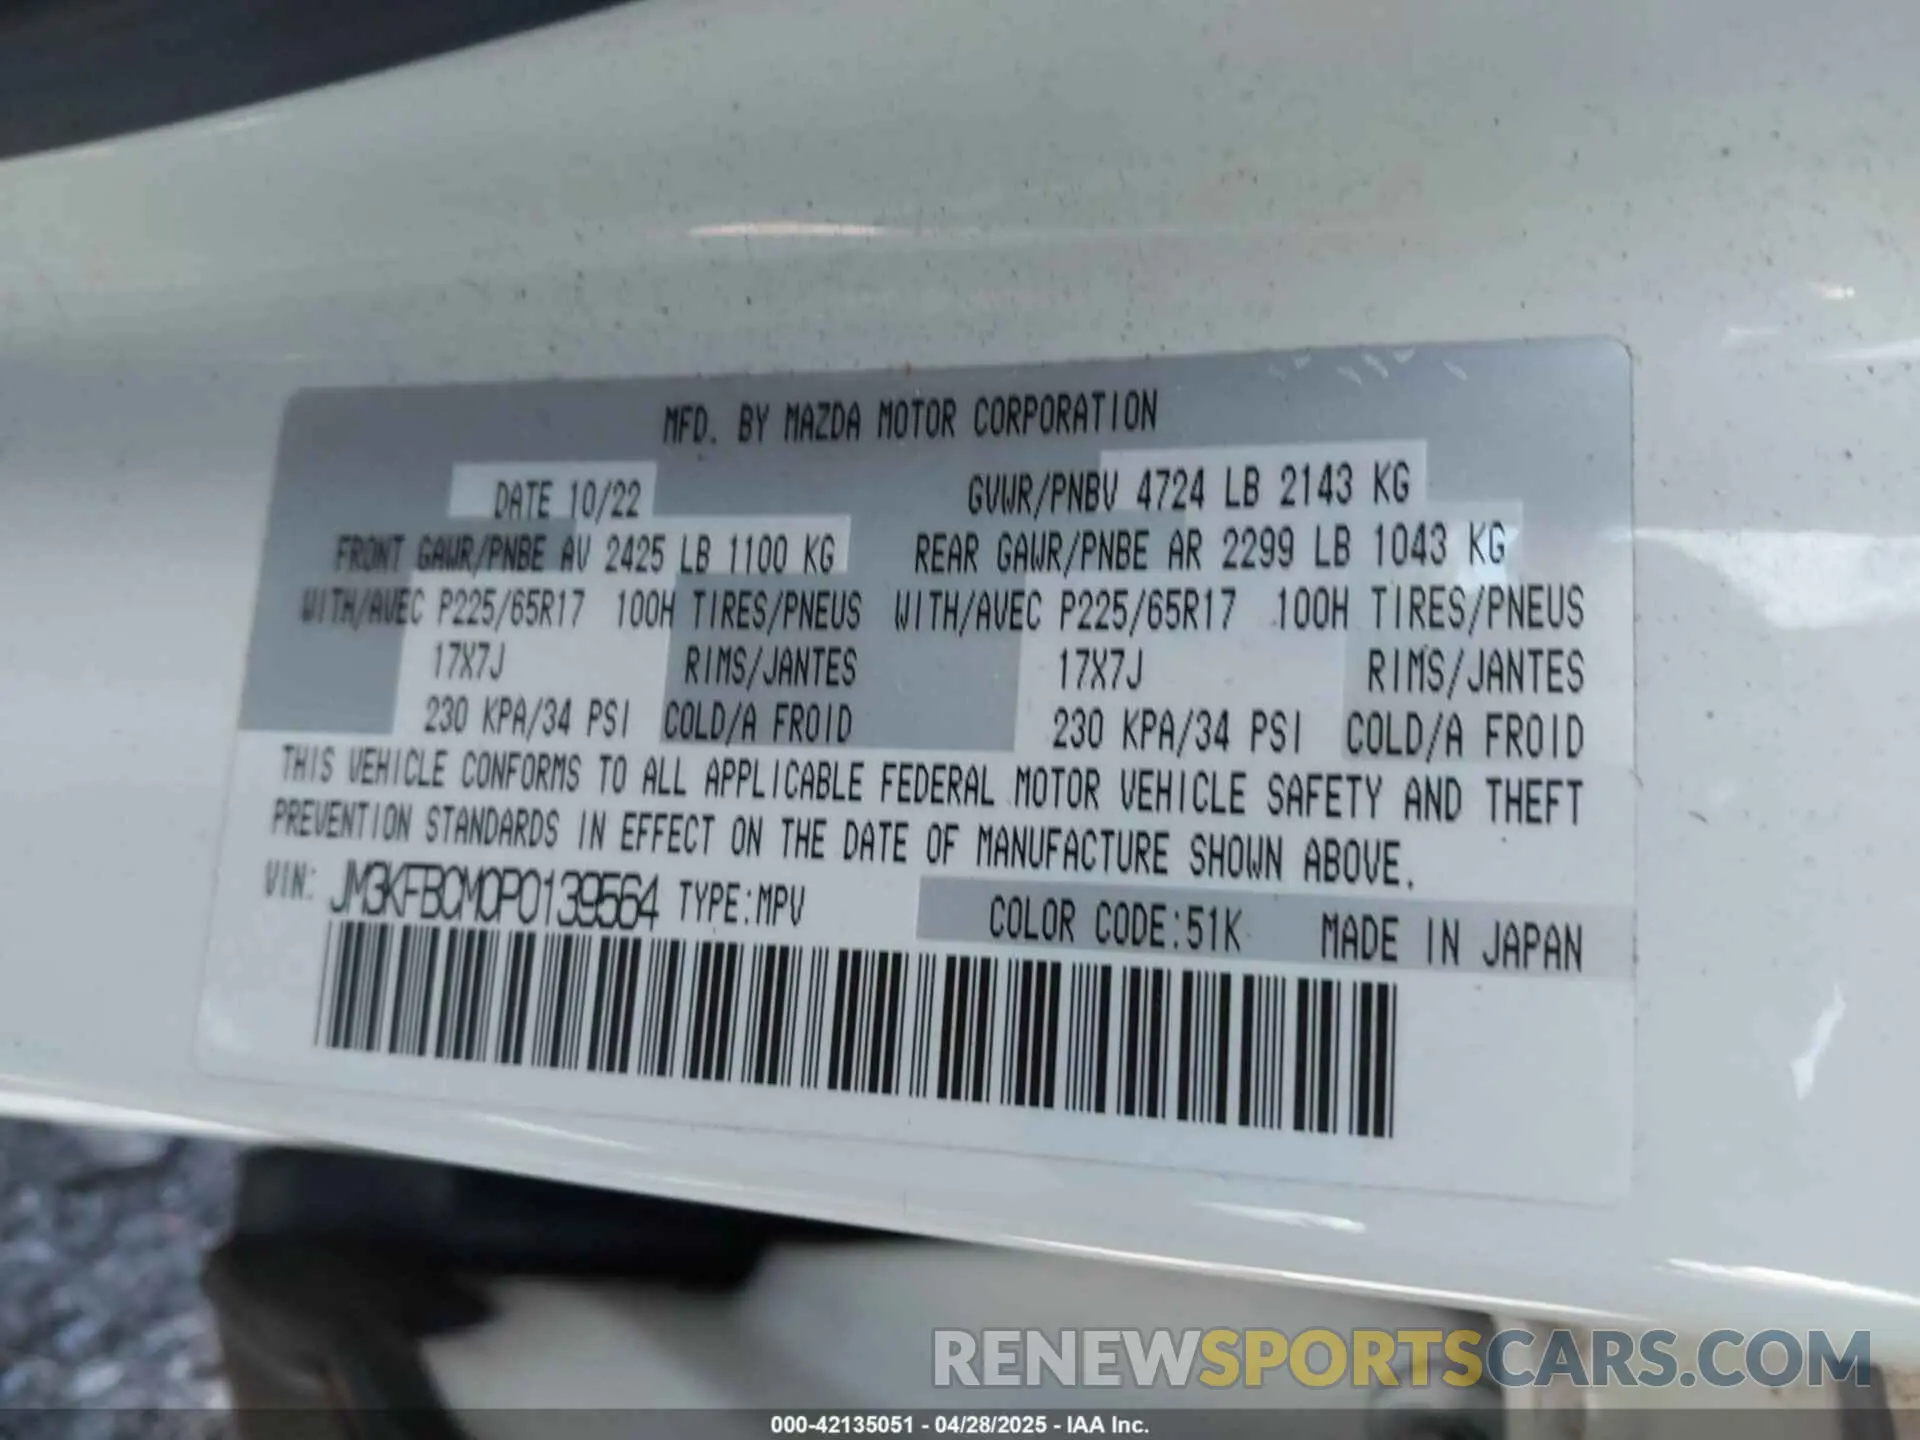 MFD. BY MAZDA MOTOR CORPORATION
DATE 10/22 GVWR/PNBV 4724 LB 2143 KG
FRONT GAWR/PNBE AV 2425 LB 1100 KG REAR GAWR/PNBE AR 2299 LB 1043 KG
WITH/AVEC P225/65R17 100H TIRES/PNEUS WITH/AVEC P225/65R17 100H TIRES/PNEUS
17X7J RIMS/JANTES 17X7J RIMS/JANTES
230 KPA/34 PSI COLD/A FROID 230 KPA/34 PSI COLD/A FROID
THIS VEHICLE CONFORMS TO ALL APPLICABLE FEDERAL MOTOR VEHICLE SAFETY AND THEFT
PREVENTION STANDARDS IN EFFECT ON THE DATE OF MANUFACTURE SHOWN ABOVE.
VIN: JM3KFBCM0P0139564 TYPE:MPV COLOR CODE:51K MADE IN JAPAN
RENEWSPORTSCARS.COM
000-42135051 - 04/28/2025 - IAA Inc.